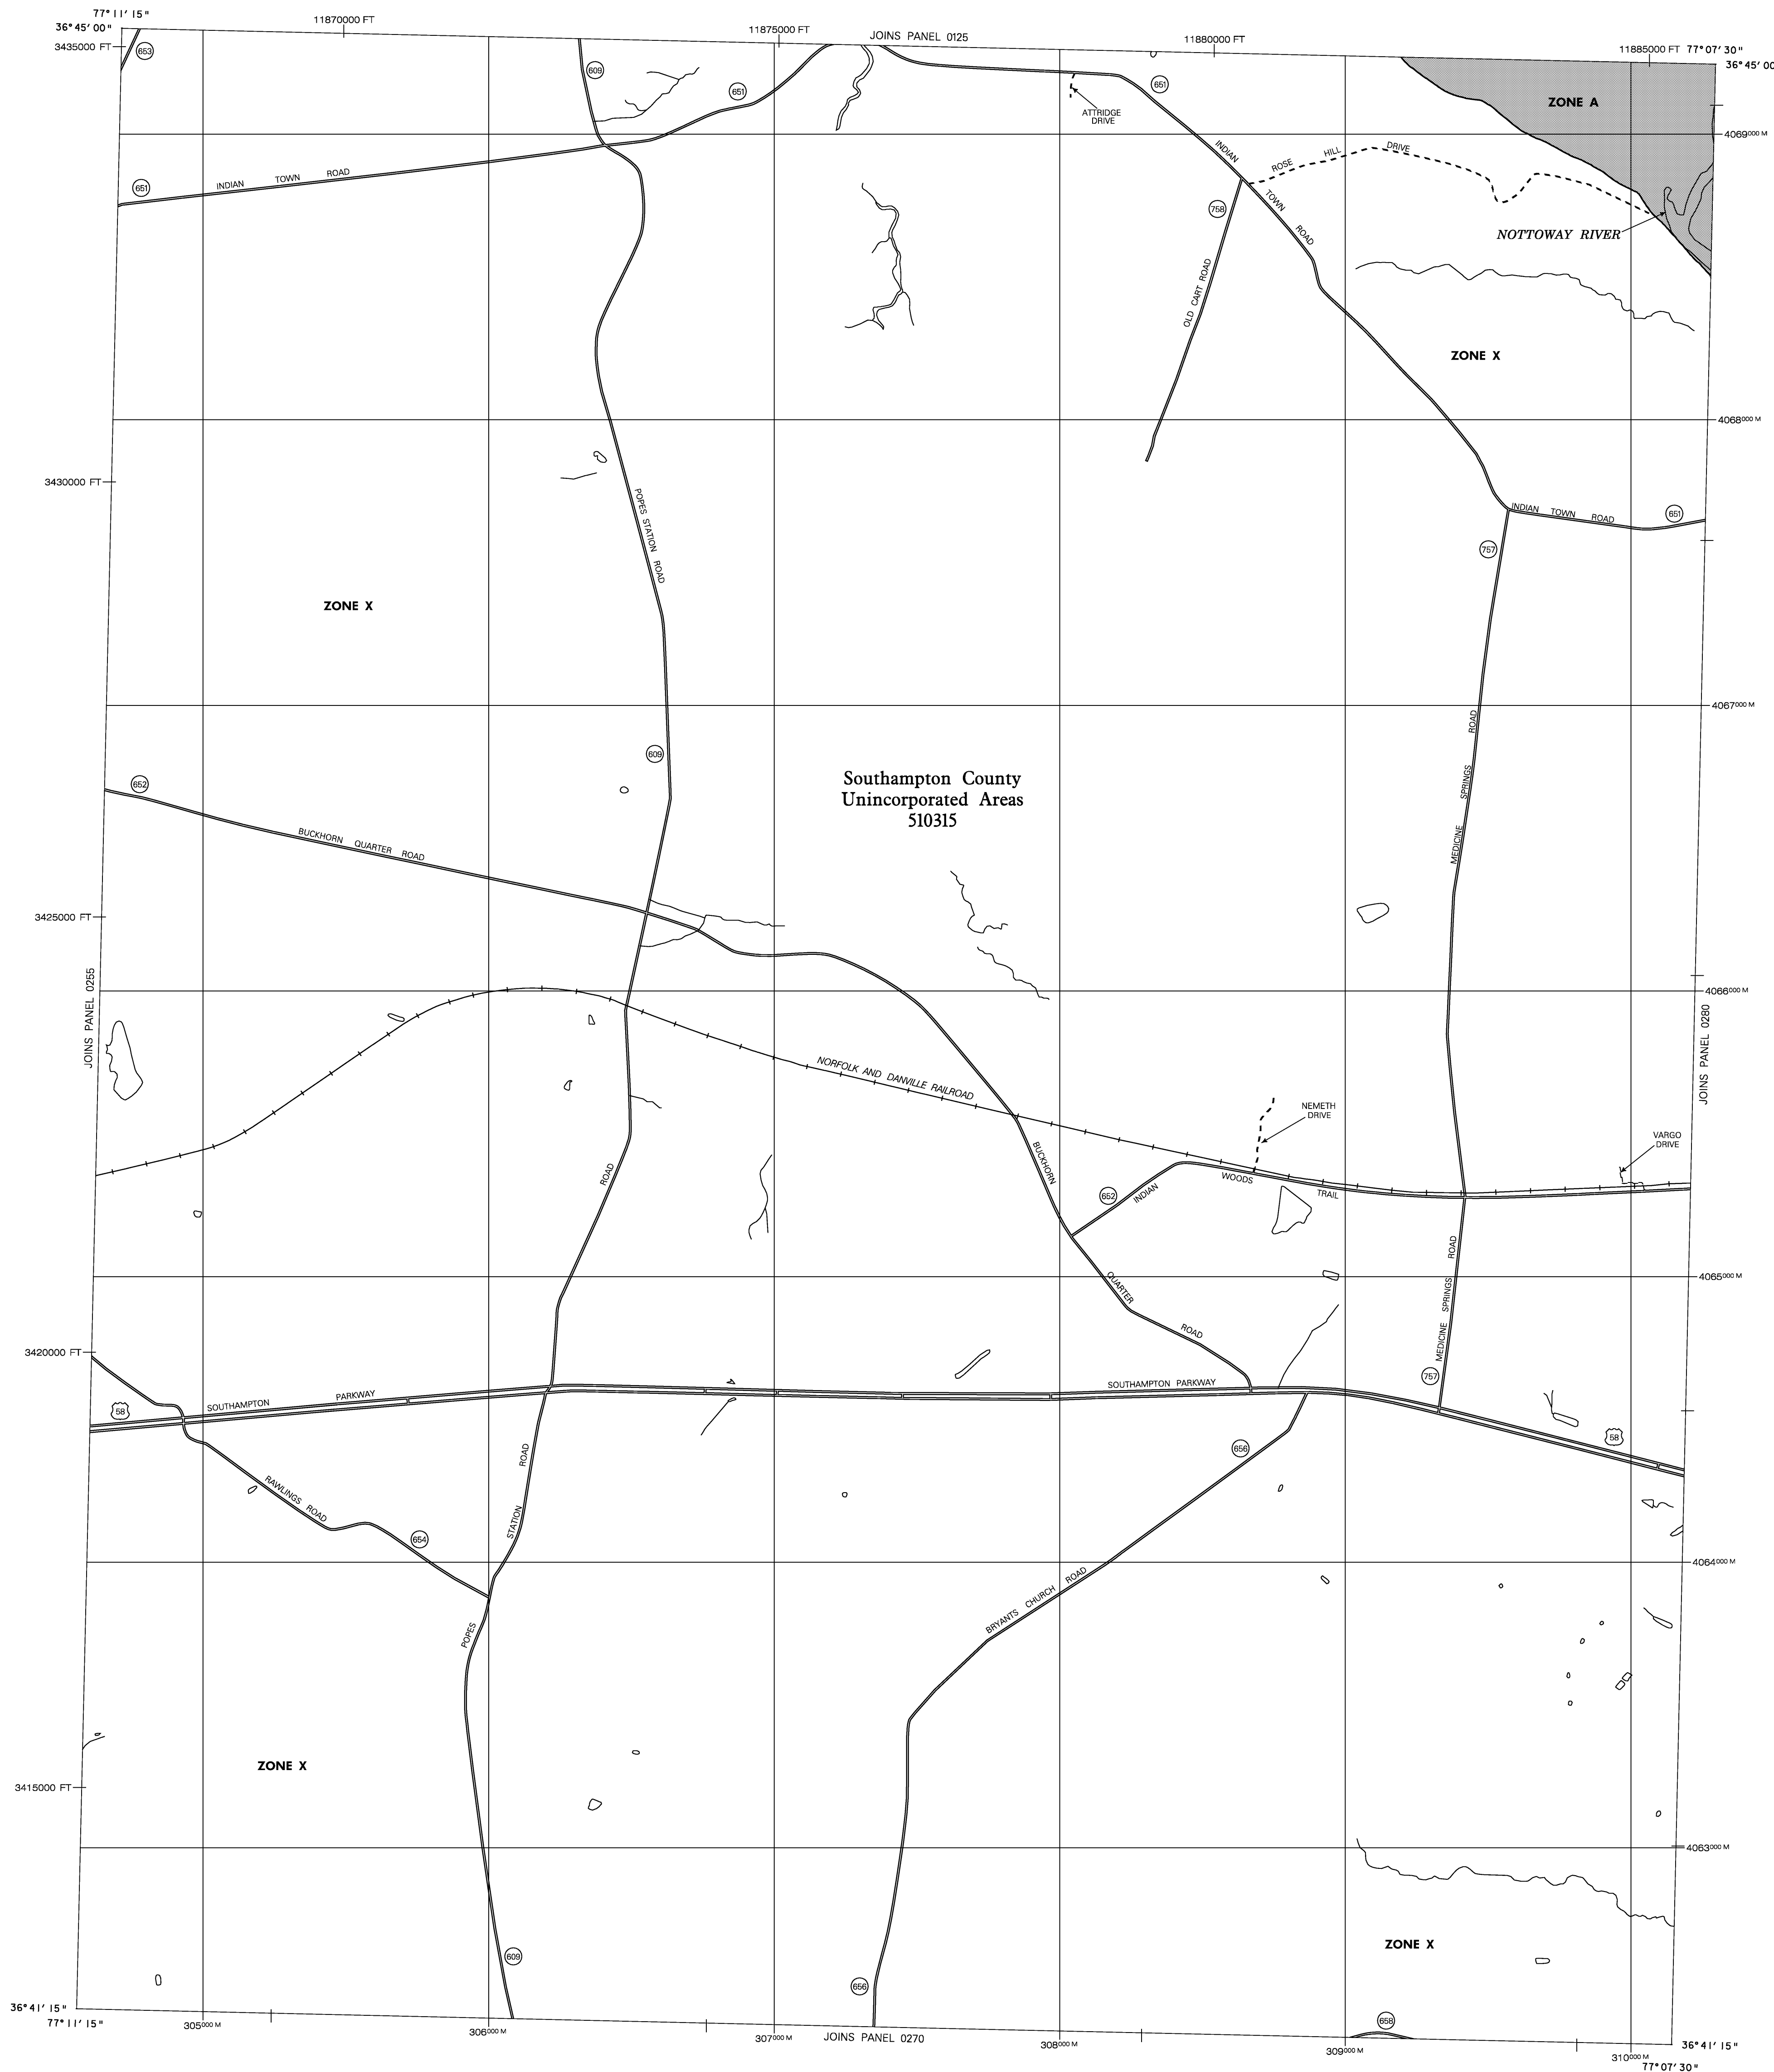 77°11'15"
36°45'00"
3435000 FT
11870000 FT
11875000 FT
JOINS PANEL 0125
11880000 FT
11885000 FT
77°07'30"
36°45'00
653
609
651
651
ATTRIDGE
DRIVE
ZONE A
4069000 M
INDIAN TOWN ROAD
ROSE HILL DRIVE
651
INDIAN TOWN ROAD
758
NOTTOWAY RIVER
OLD CART ROAD
ZONE X
4068000 M
3430000 FT
POPES STATION ROAD
INDIAN TOWN ROAD
651
757
ZONE X
4067000 M
MEDICINE SPRINGS ROAD
609
Southampton County
Unincorporated Areas
510315
652
BUCKHORN QUARTER ROAD
3425000 FT
JOINS PANEL 0255
4066000 M
JOINS PANEL 0280
NORFOLK AND DANVILLE RAILROAD
NEMETH
DRIVE
VARGO
DRIVE
BUCKHORN QUARTER ROAD
652
INDIAN WOODS TRAIL
4065000 M
MEDICINE SPRINGS ROAD
3420000 FT
757
SOUTHAMPTON PARKWAY
SOUTHAMPTON PARKWAY
58
58
656
RAWLINGS ROAD
654
POPES STATION ROAD
4064000 M
BRYANTS CHURCH ROAD
ZONE X
3415000 FT
4063000 M
ZONE X
609
656
658
36°41'15"
77°11'15"
305000 M
306000 M
307000 M
JOINS PANEL 0270
308000 M
309000 M
310000 M
36°41'15"
77°07'30"